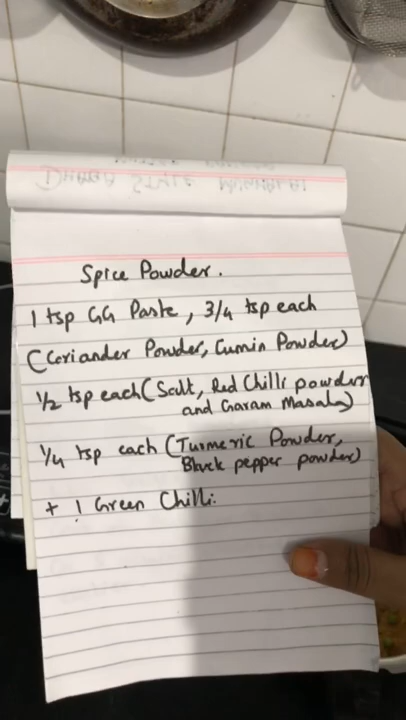 Spice Powder.
1 tsp GG Paste, 3/4 tsp each
(Coriander Powder, Cumin Powder)
1/2 tsp each (Salt, Red Chilli powder
and Garam Masala)
1/4 tsp each (Turmeric Powder,
Black pepper powder)
+ 1 Green Chilli.